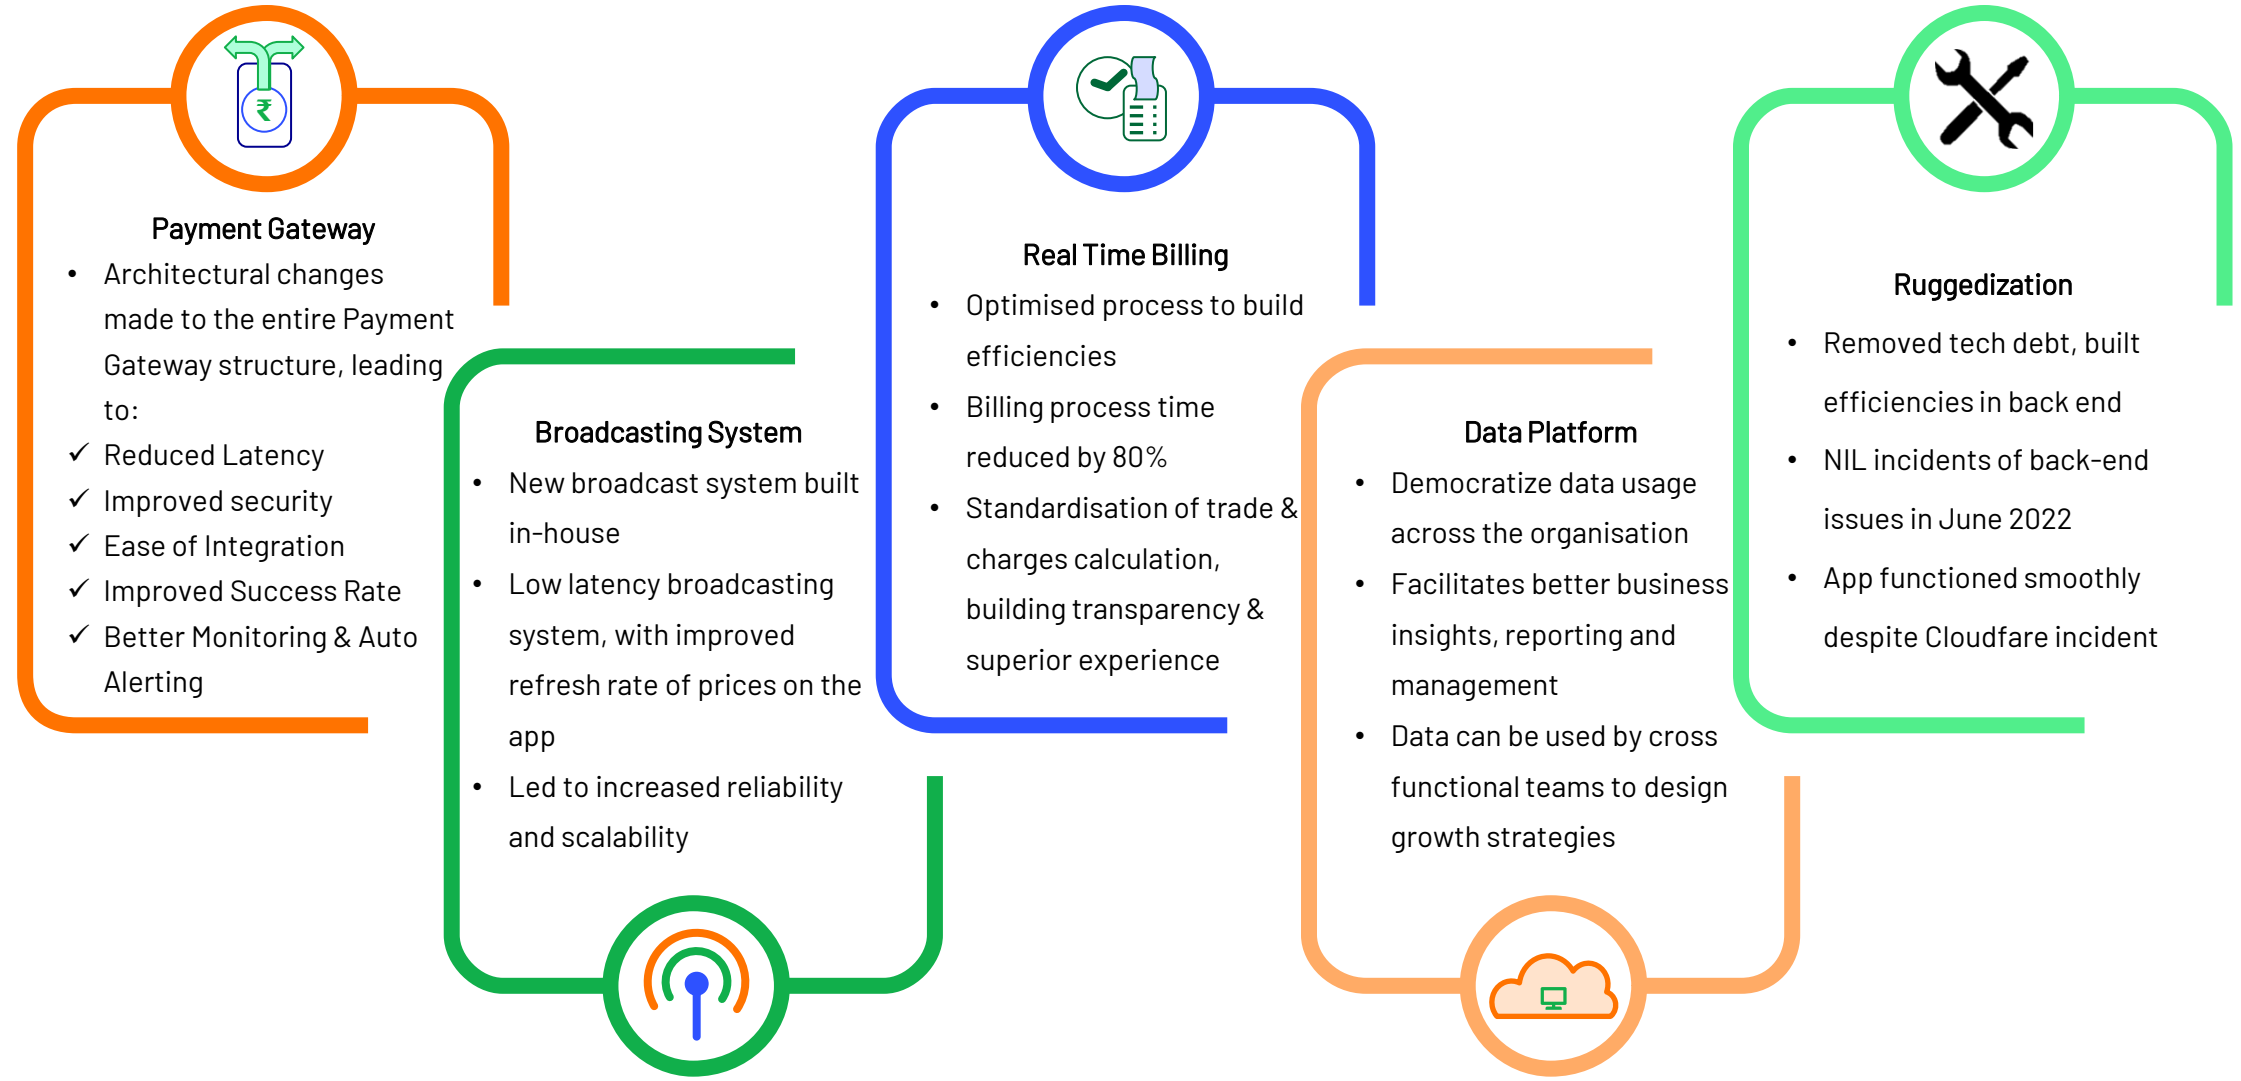 ₹
Payment Gateway
• Architectural changes
made to the entire Payment
Gateway structure, leading
to:
✓ Reduced Latency
✓ Improved security
✓ Ease of Integration
✓ Improved Success Rate
✓ Better Monitoring & Auto
Alerting
Broadcasting System
• New broadcast system built
in-house
• Low latency broadcasting
system, with improved
refresh rate of prices on the
app
• Led to increased reliability
and scalability
Real Time Billing
• Optimised process to build
efficiencies
• Billing process time
reduced by 80%
• Standardisation of trade &
charges calculation,
building transparency &
superior experience
Data Platform
• Democratize data usage
across the organisation
• Facilitates better business
insights, reporting and
management
• Data can be used by cross
functional teams to design
growth strategies
Ruggedization
• Removed tech debt, built
efficiencies in back end
• NIL incidents of back-end
issues in June 2022
• App functioned smoothly
despite Cloudfare incident